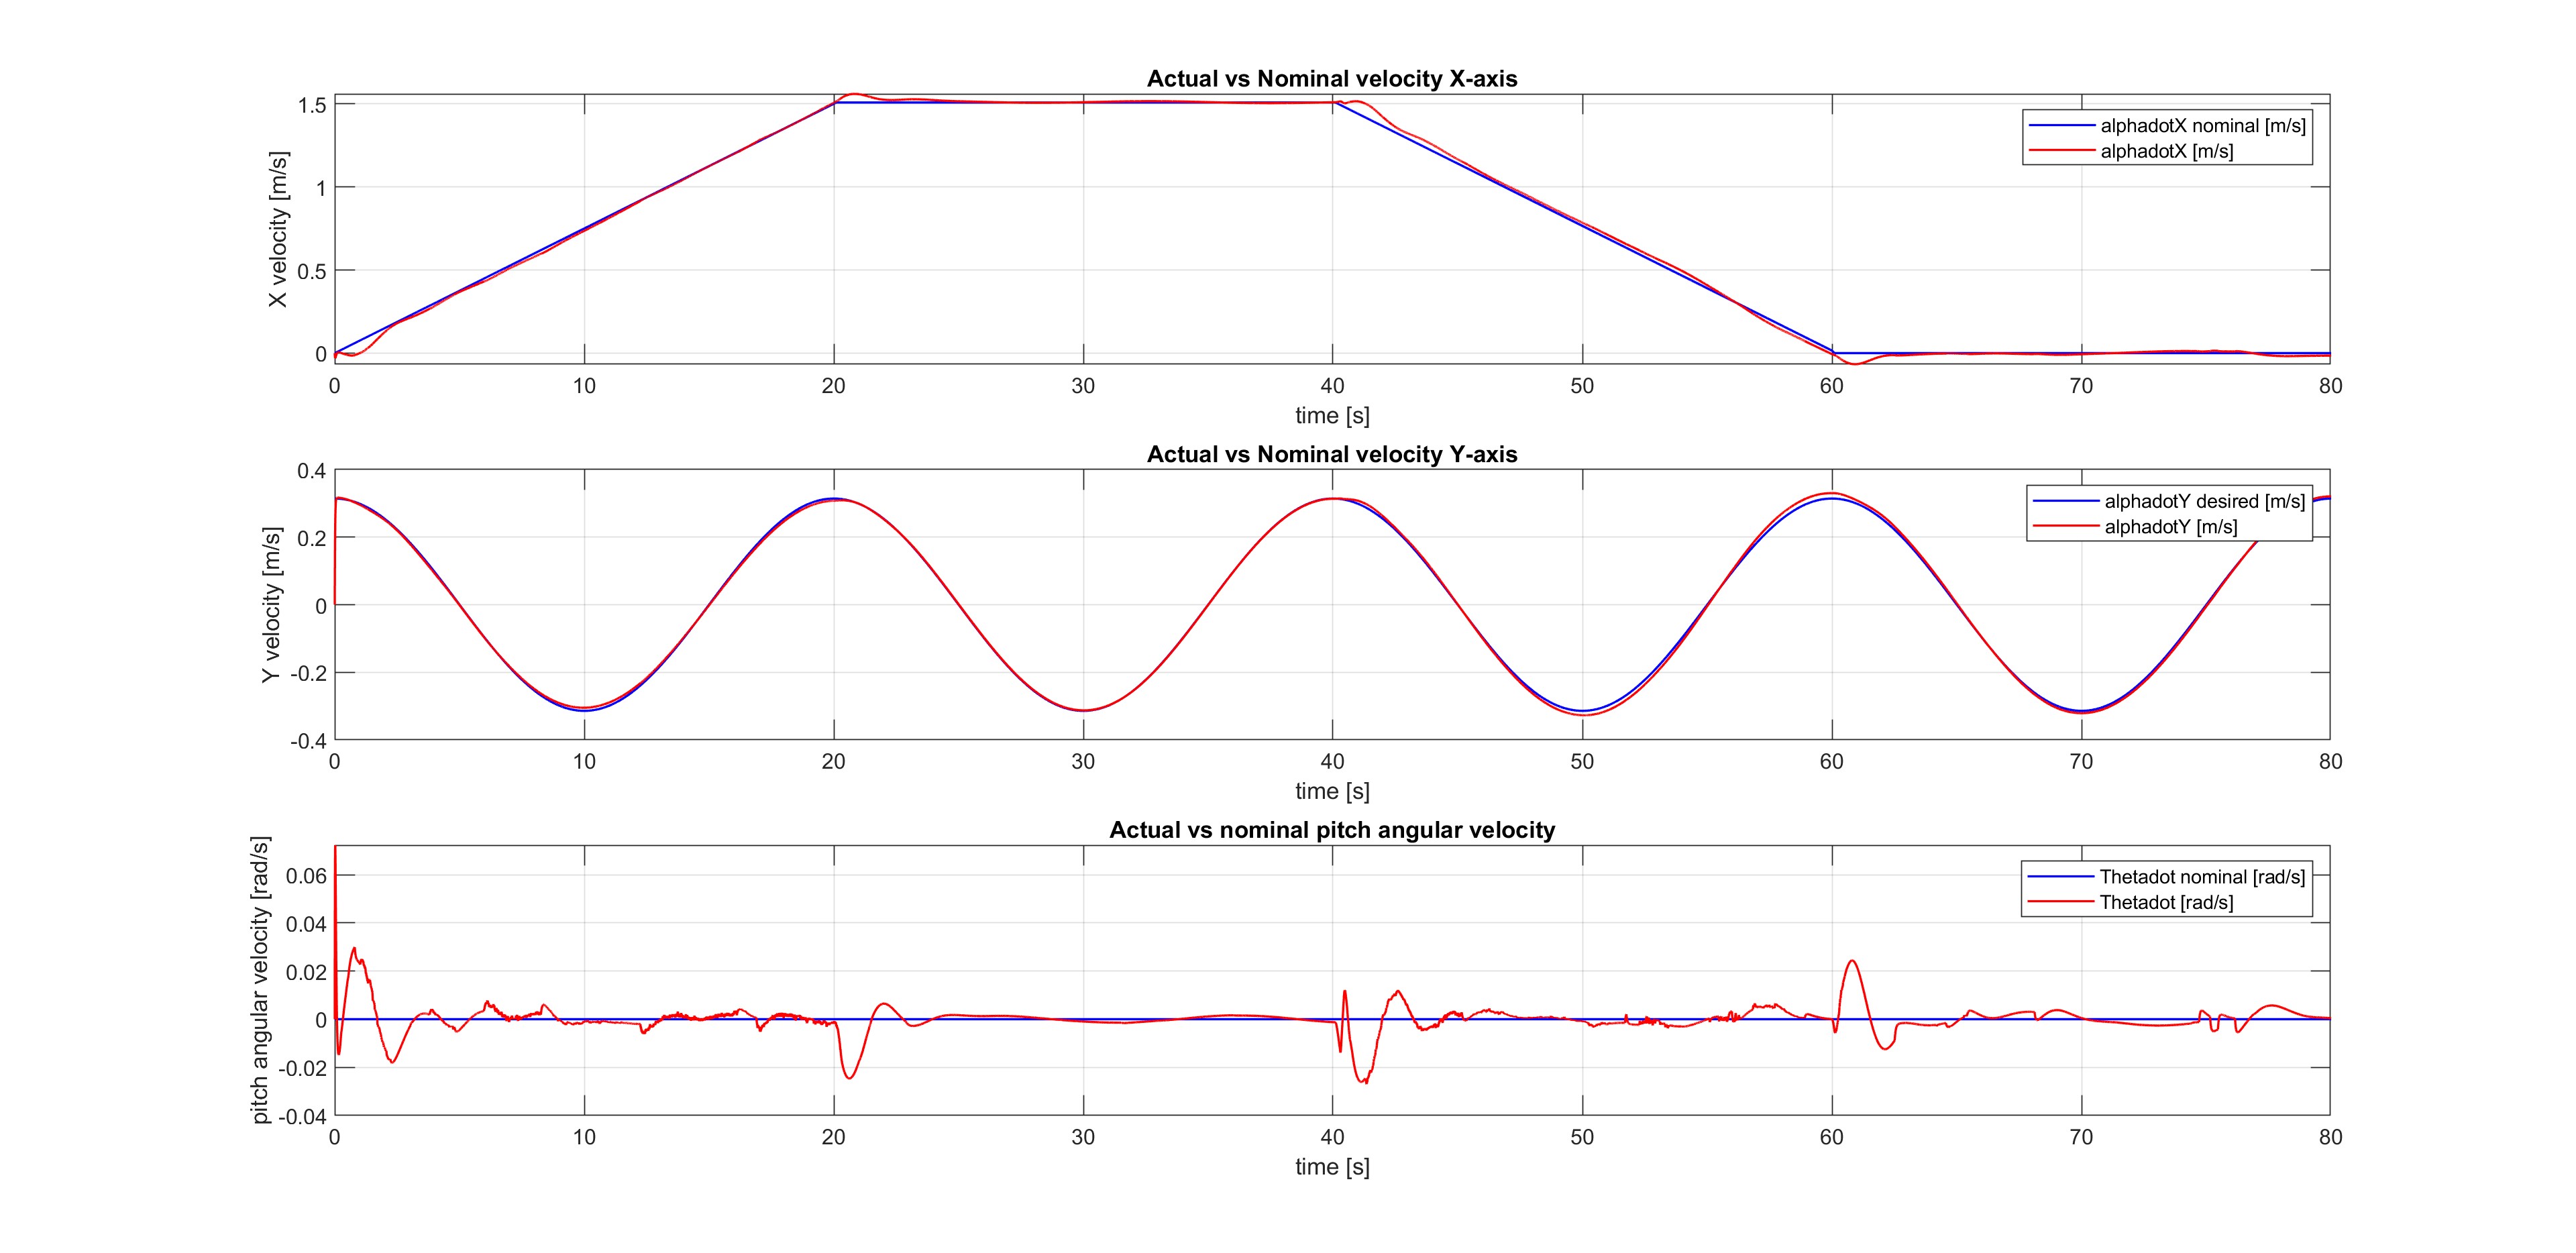 Actual vs Nominal velocity X-axis
X velocity [m/s]
1.5
1
0.5
0
alphadotX nominal [m/s]
alphadotX [m/s]
0 10 20 30 40 50 60 70 80
time [s]
Actual vs Nominal velocity Y-axis
Y velocity [m/s]
0.4
0.2
0
-0.2
-0.4
alphadotY desired [m/s]
alphadotY [m/s]
0 10 20 30 40 50 60 70 80
time [s]
Actual vs nominal pitch angular velocity
pitch angular velocity [rad/s]
0.06
0.04
0.02
0
-0.02
-0.04
Thetadot nominal [rad/s]
Thetadot [rad/s]
0 10 20 30 40 50 60 70 80
time [s]